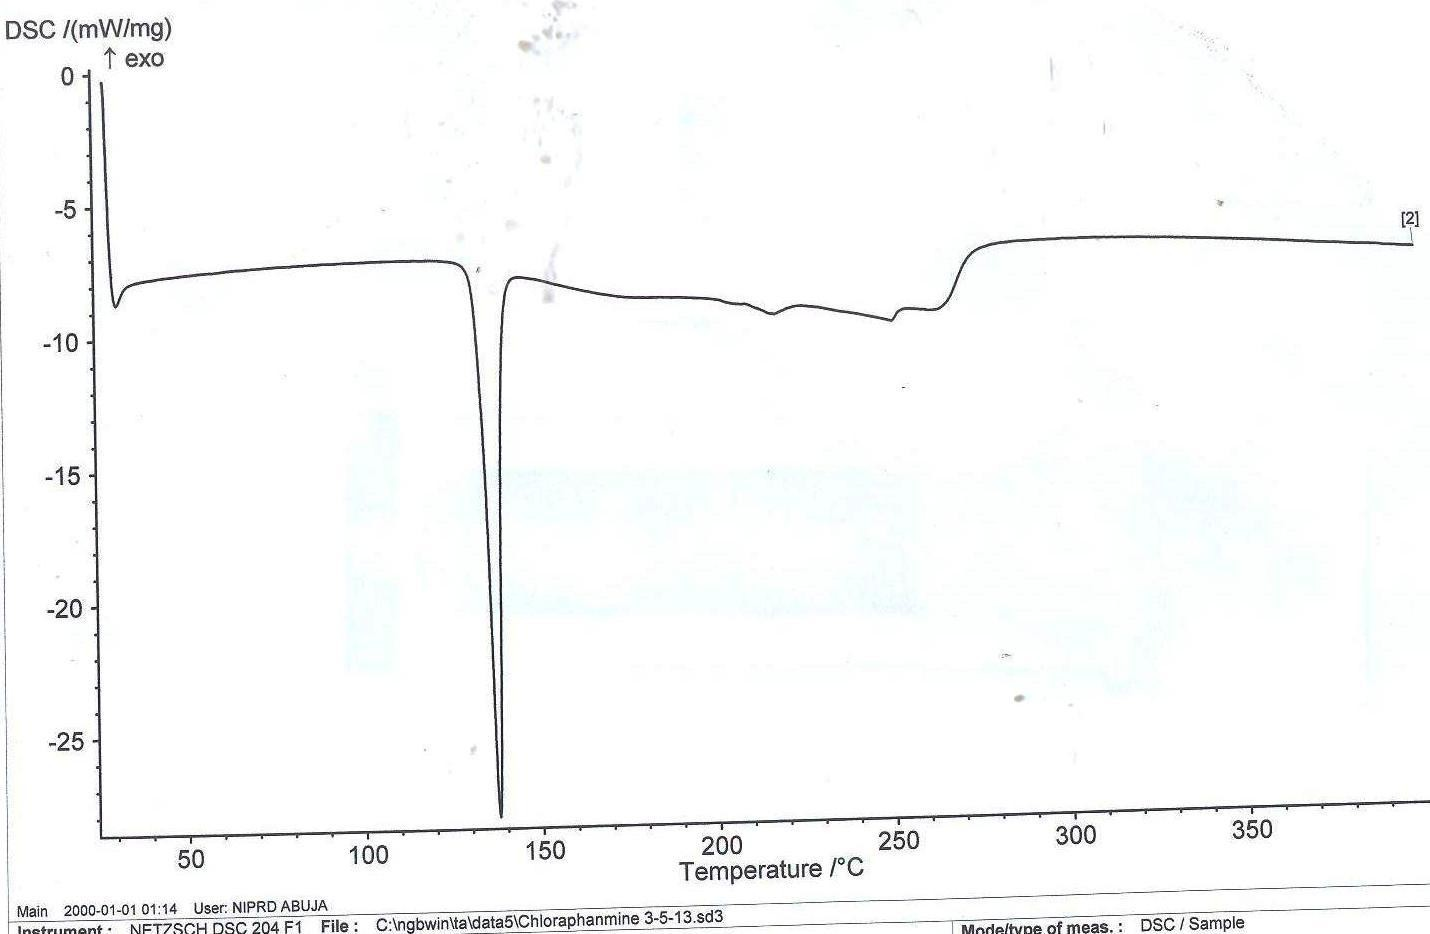 DSC /(mW/mg)
↑ exo
0
-5
[2]
-10
-15
-20
-25
50 100 150 200 250 300 350
Temperature /°C
Main 2000-01-01 01:14 User: NIPRD ABUJA
Instrument : NETZSCH DSC 204 F1 File : C:\ngbwin\ta\data5\Chloraphanmine 3-5-13.sd3
Mode/type of meas. : DSC / Sample